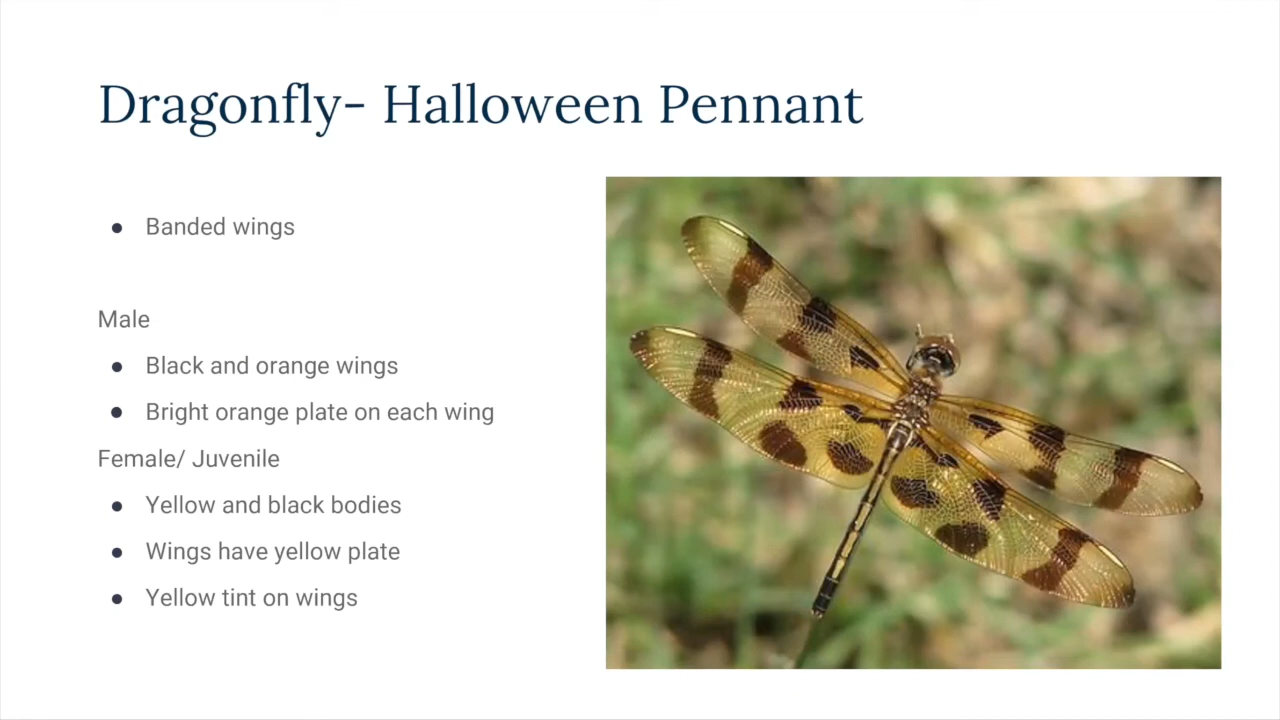 Dragonfly- Halloween Pennant
● Banded wings
Male
● Black and orange wings
● Bright orange plate on each wing
Female/ Juvenile
● Yellow and black bodies
● Wings have yellow plate
● Yellow tint on wings